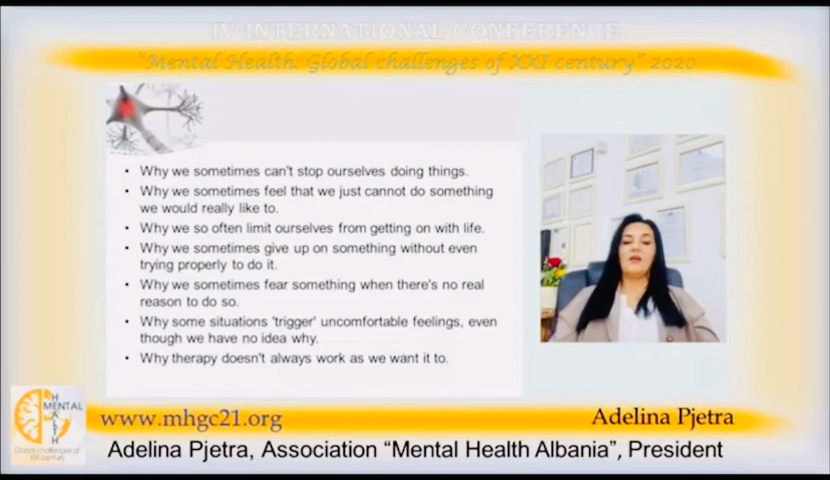 IV INTERNATIONAL CONFERENCE
"Mental Health: Global challenges of XXI century" 2020
• Why we sometimes can't stop ourselves doing things.
• Why we sometimes feel that we just cannot do something
we would really like to.
• Why we so often limit ourselves from getting on with life.
• Why we sometimes give up on something without even
trying properly to do it.
• Why we sometimes fear something when there's no real
reason to do so.
• Why some situations 'trigger' uncomfortable feelings, even
though we have no idea why.
• Why therapy doesn't always work as we want it to.
MENTAL
HEALTH
Global challenges of
XXI century
www.mhgc21.org
Adelina Pjetra
Adelina Pjetra, Association “Mental Health Albania”, President